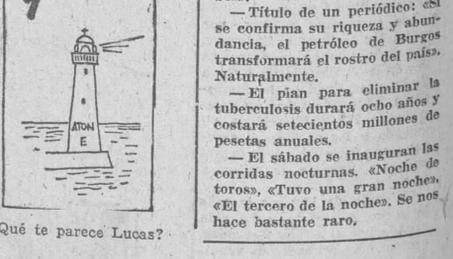 ATON
E
Qué te parece Lucas?
— Título de un periódico: «Si
se confirma su riqueza y abun-
dancia, el petróleo de Burgos
transformará el rostro del país».
Naturalmente.
— El plan para eliminar la
tuberculosis durará ocho años y
costará setecientos millones de
pesetas anuales.
— El sábado se inauguran las
corridas nocturnas. «Noche de
toros», «Tuvo una gran noche»,
«El tercero de la noche». Se nos
hace bastante raro.